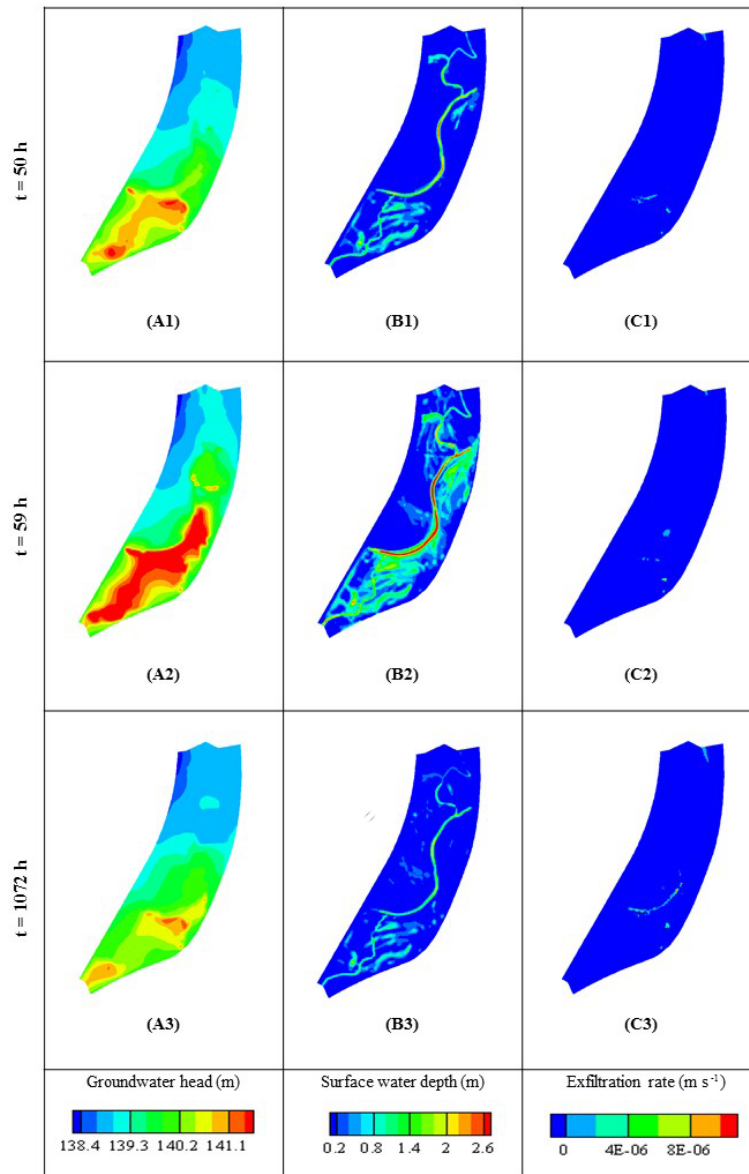 t = 50 h
(A1)
(B1)
(C1)
t = 59 h
(A2)
(B2)
(C2)
t = 1072 h
(A3)
(B3)
(C3)
Groundwater head (m)
Surface water depth (m)
Exfiltration rate (m s⁻¹)
138.4 139.3 140.2 141.1
0.2 0.8 1.4 2 2.6
0 4E-06 8E-06